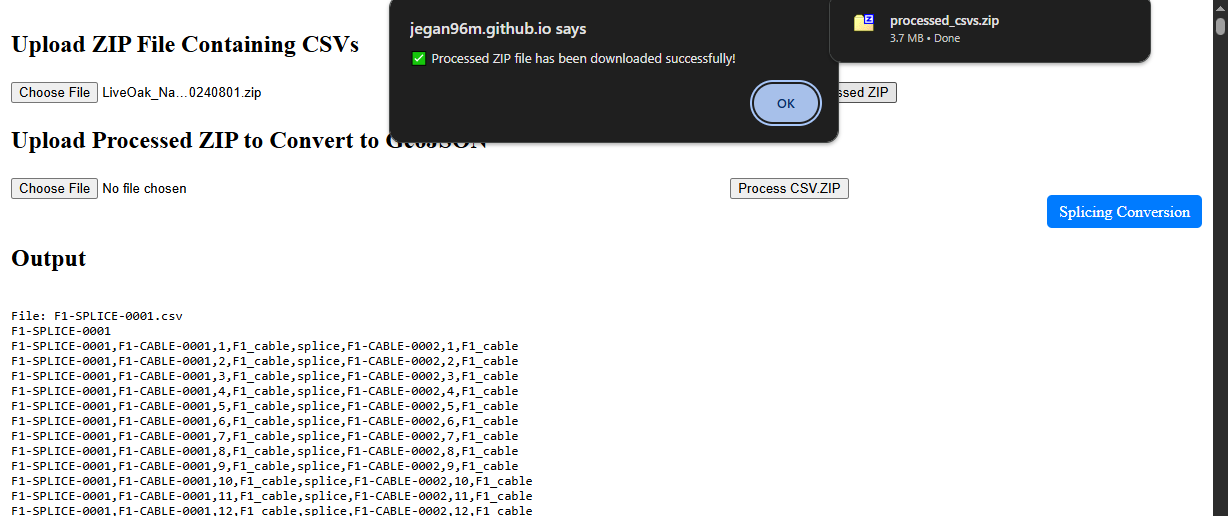 Upload ZIP File Containing CSVs
jegan96m.github.io says
✅ Processed ZIP file has been downloaded successfully!
OK
processed_csvs.zip
3.7 MB • Done
Choose File LiveOak_Na...0240801.zip
ssed ZIP
Upload Processed ZIP to Convert to GeoJSON
Choose File No file chosen
Process CSV.ZIP
Splicing Conversion
Output
File: F1-SPLICE-0001.csv
F1-SPLICE-0001
F1-SPLICE-0001,F1-CABLE-0001,1,F1_cable,splice,F1-CABLE-0002,1,F1_cable
F1-SPLICE-0001,F1-CABLE-0001,2,F1_cable,splice,F1-CABLE-0002,2,F1_cable
F1-SPLICE-0001,F1-CABLE-0001,3,F1_cable,splice,F1-CABLE-0002,3,F1_cable
F1-SPLICE-0001,F1-CABLE-0001,4,F1_cable,splice,F1-CABLE-0002,4,F1_cable
F1-SPLICE-0001,F1-CABLE-0001,5,F1_cable,splice,F1-CABLE-0002,5,F1_cable
F1-SPLICE-0001,F1-CABLE-0001,6,F1_cable,splice,F1-CABLE-0002,6,F1_cable
F1-SPLICE-0001,F1-CABLE-0001,7,F1_cable,splice,F1-CABLE-0002,7,F1_cable
F1-SPLICE-0001,F1-CABLE-0001,8,F1_cable,splice,F1-CABLE-0002,8,F1_cable
F1-SPLICE-0001,F1-CABLE-0001,9,F1_cable,splice,F1-CABLE-0002,9,F1_cable
F1-SPLICE-0001,F1-CABLE-0001,10,F1_cable,splice,F1-CABLE-0002,10,F1_cable
F1-SPLICE-0001,F1-CABLE-0001,11,F1_cable,splice,F1-CABLE-0002,11,F1_cable
F1-SPLICE-0001,F1-CABLE-0001,12,F1_cable,splice,F1-CABLE-0002,12,F1_cable